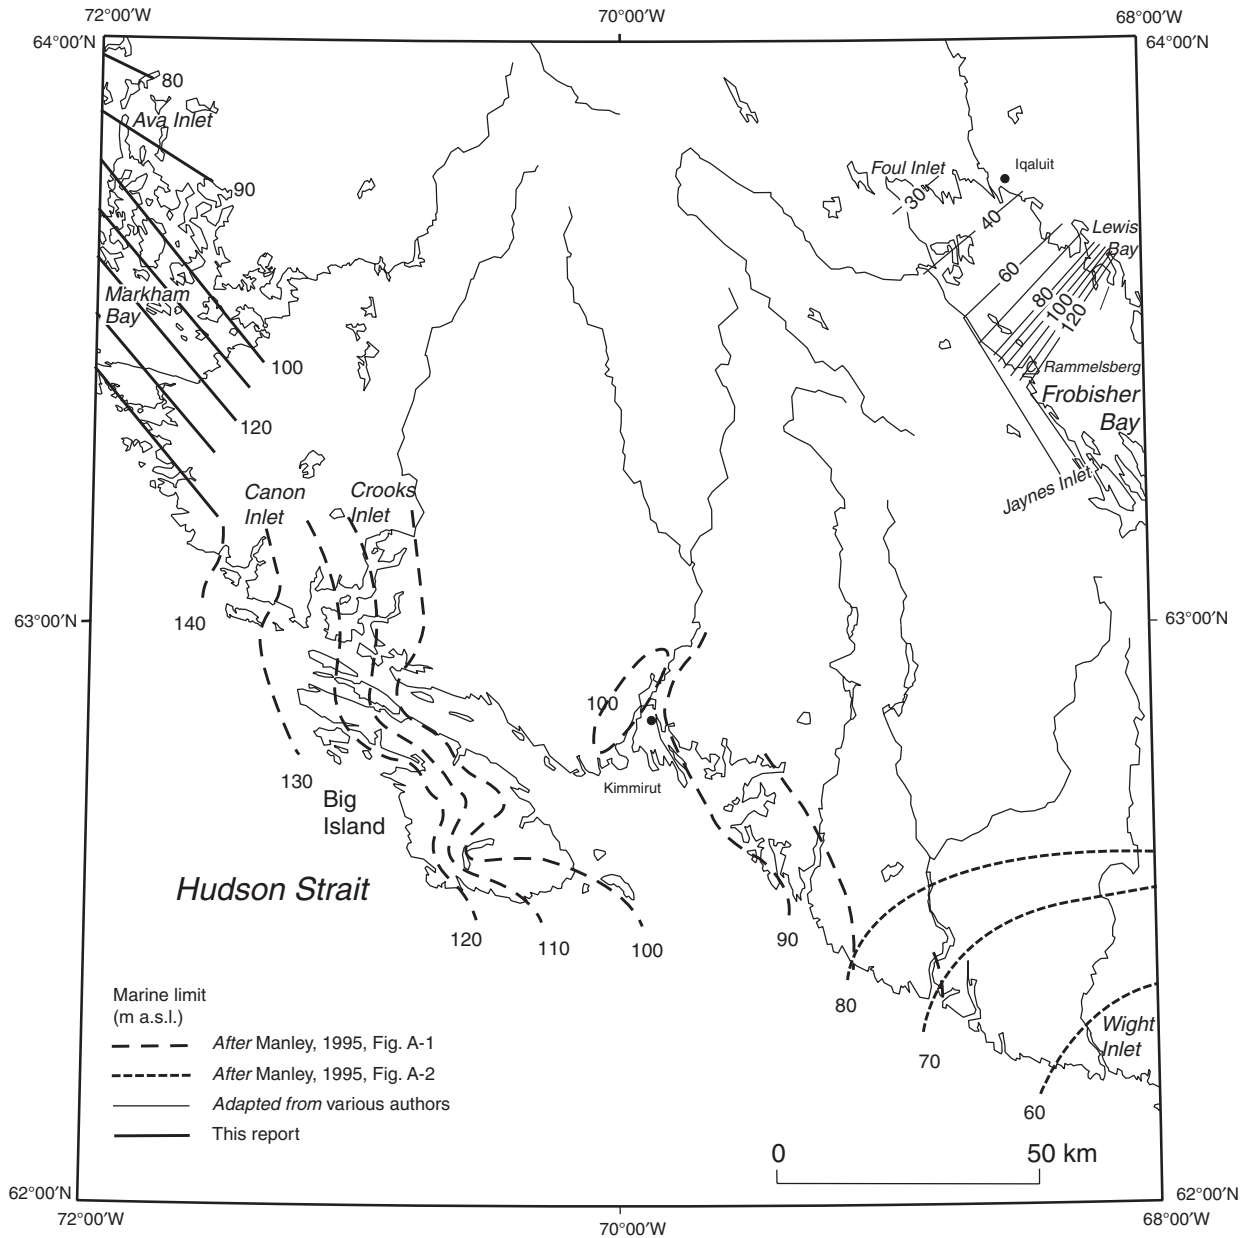 72°00′W
70°00′W
68°00′W
64°00′N
64°00′N
80
Ava Inlet
90
Foul Inlet
Iqaluit
30
40
Lewis
Bay
60
80
100
120
Markham
Bay
100
C. Rammelsberg
Frobisher
Bay
120
Canon
Inlet
Crooks
Inlet
Jaynes Inlet
140
63°00′N
63°00′N
100
130
Kimmirut
Big
Island
Hudson Strait
120
110
100
90
80
70
60
Wight
Inlet
Marine limit
(m a.s.l.)
After Manley, 1995, Fig. A-1
After Manley, 1995, Fig. A-2
Adapted from various authors
This report
0
50 km
62°00′N
62°00′N
72°00′W
70°00′W
68°00′W